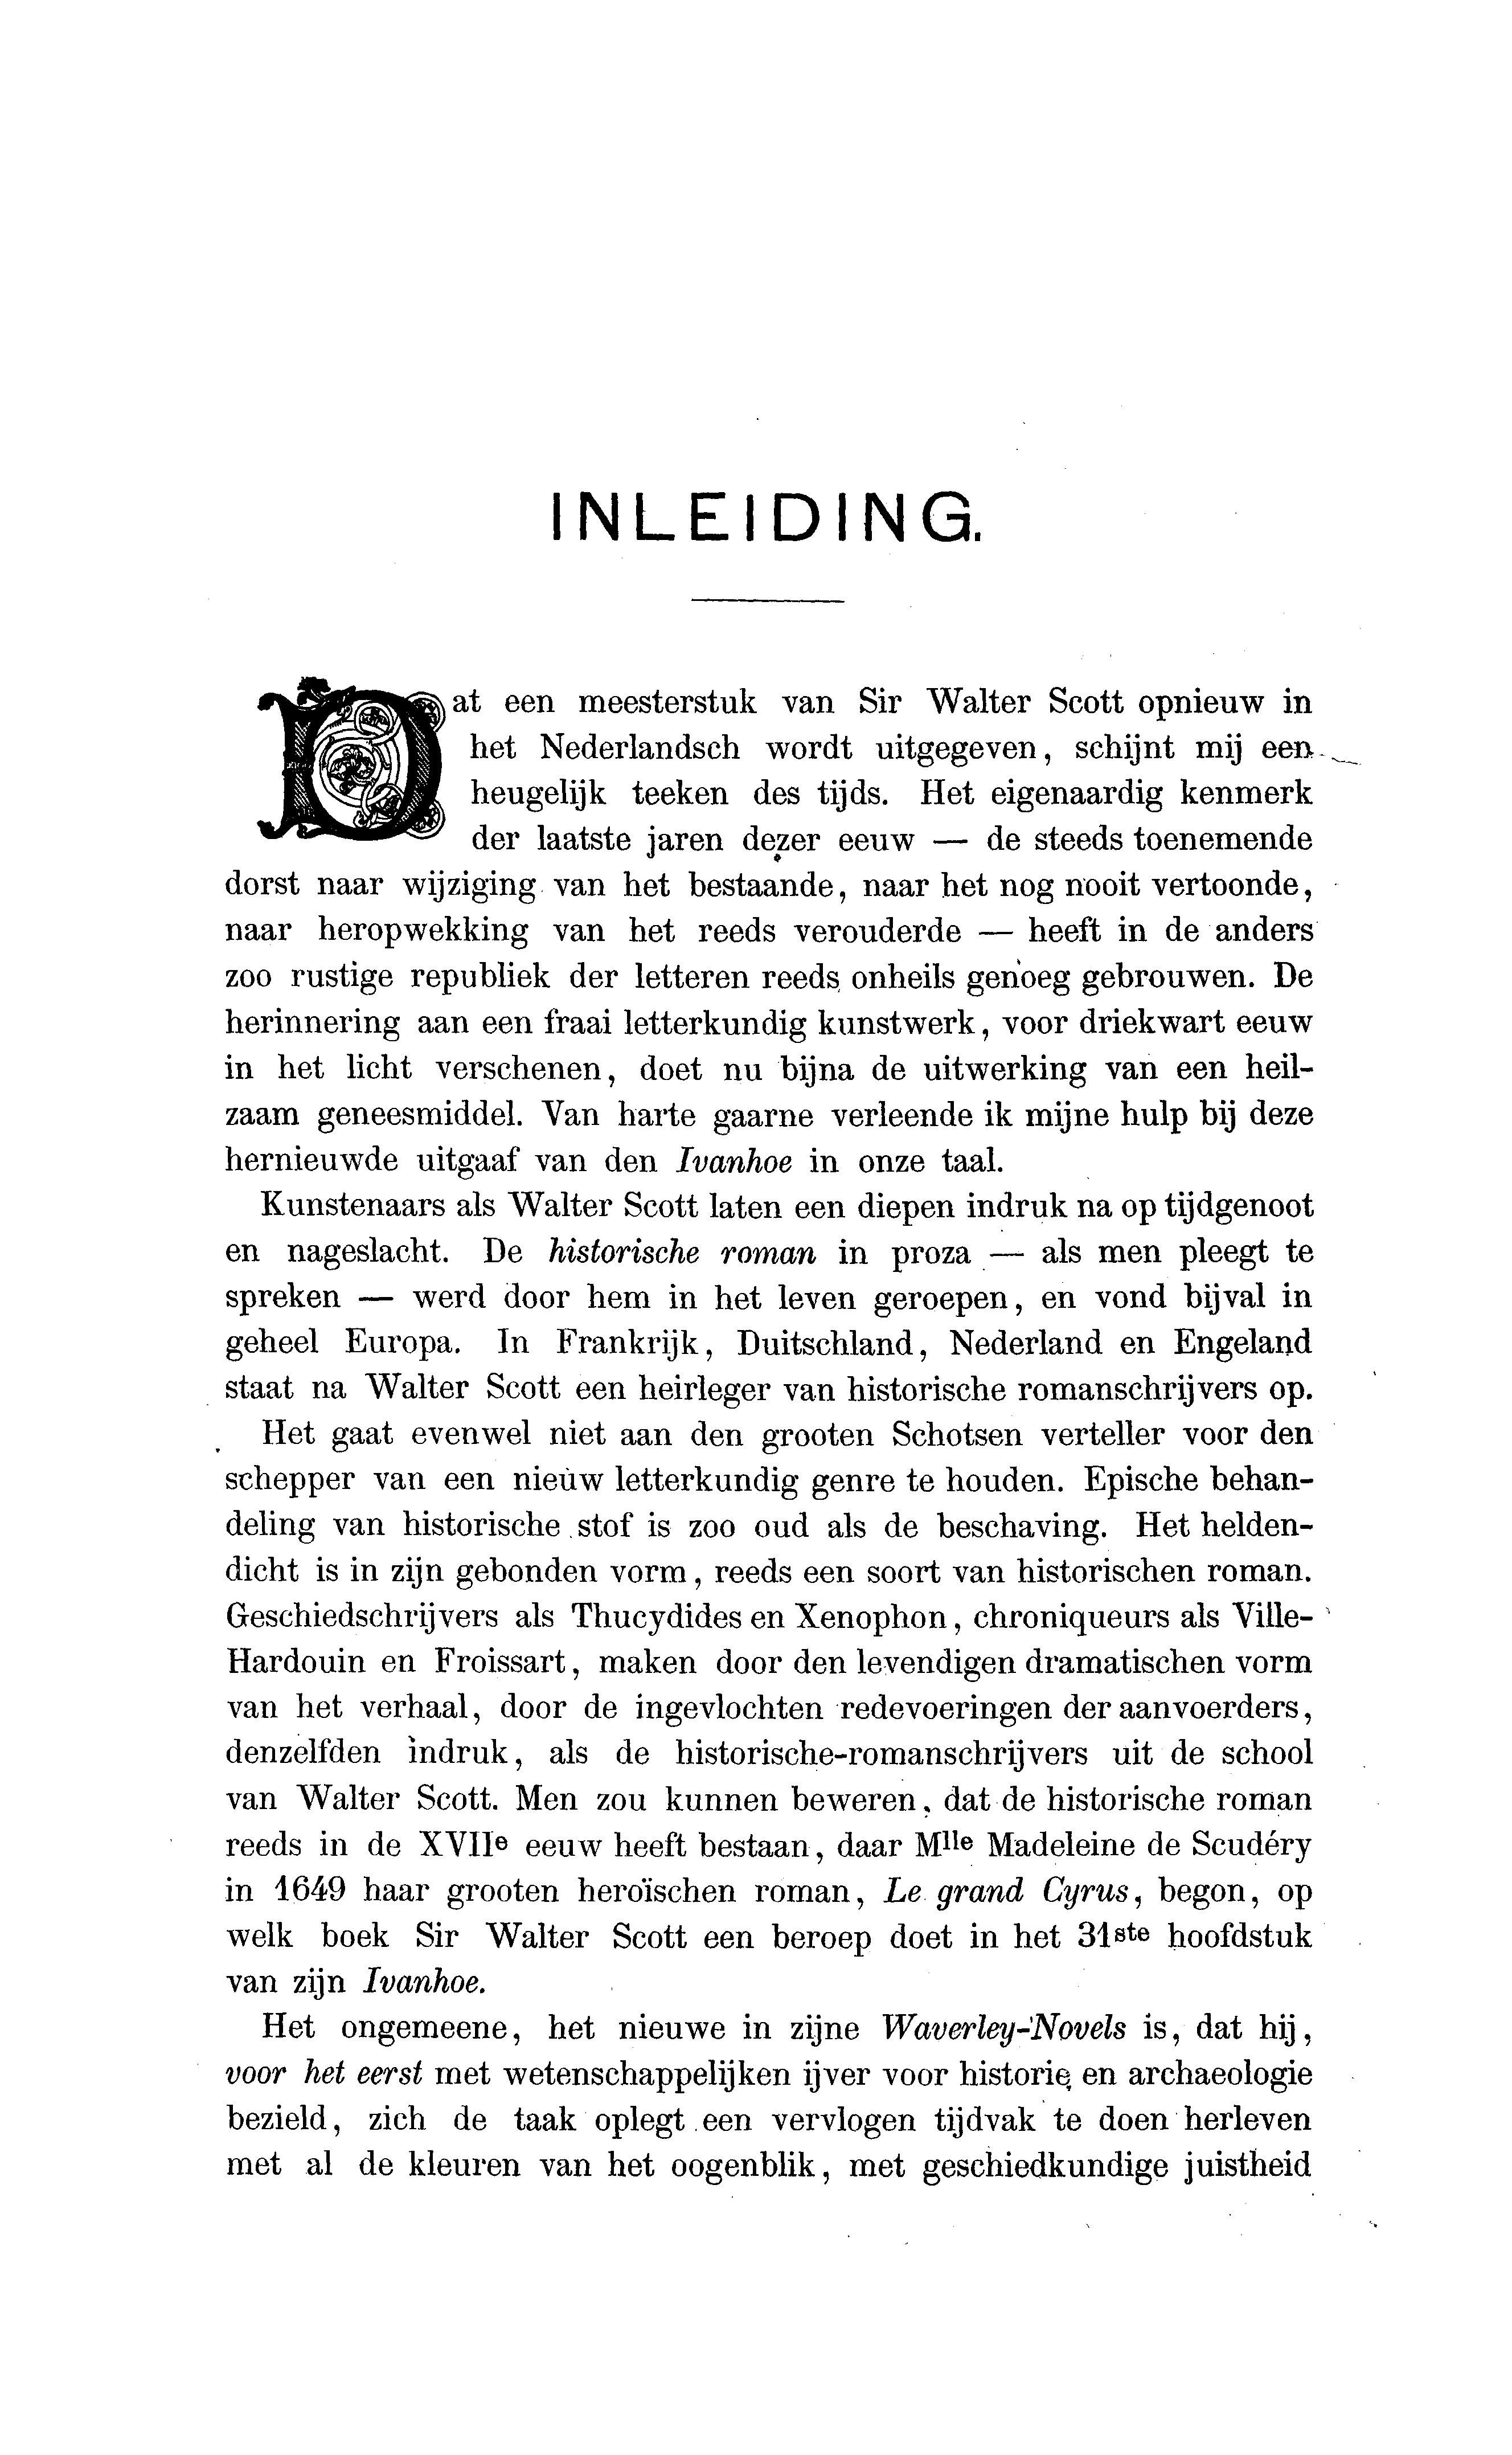 INLEIDING.
Dat een meesterstuk van Sir Walter Scott opnieuw in
het Nederlandsch wordt uitgegeven, schijnt mij een
heugelijk teeken des tijds. Het eigenaardig kenmerk
der laatste jaren dezer eeuw — de steeds toenemende
dorst naar wijziging van het bestaande, naar het nog nooit vertoonde,
naar heropwekking van het reeds verouderde — heeft in de anders
zoo rustige republiek der letteren reeds onheils genoeg gebrouwen. De
herinnering aan een fraai letterkundig kunstwerk, voor driekwart eeuw
in het licht verschenen, doet nu bijna de uitwerking van een heil-
zaam geneesmiddel. Van harte gaarne verleende ik mijne hulp bij deze
hernieuwde uitgaaf van den Ivanhoe in onze taal.
Kunstenaars als Walter Scott laten een diepen indruk na op tijdgenoot
en nageslacht. De historische roman in proza — als men pleegt te
spreken — werd door hem in het leven geroepen, en vond bijval in
geheel Europa. In Frankrijk, Duitschland, Nederland en Engeland
staat na Walter Scott een heirleger van historische romanschrijvers op.
Het gaat evenwel niet aan den grooten Schotsen verteller voor den
schepper van een nieuw letterkundig genre te houden. Epische behan-
deling van historische stof is zoo oud als de beschaving. Het helden-
dicht is in zijn gebonden vorm, reeds een soort van historischen roman.
Geschiedschrijvers als Thucydides en Xenophon, chroniqueurs als Ville-
Hardouin en Froissart, maken door den levendigen dramatischen vorm
van het verhaal, door de ingevlochten redevoeringen der aanvoerders,
denzelfden indruk, als de historische-romanschrijvers uit de school
van Walter Scott. Men zou kunnen beweren, dat de historische roman
reeds in de XVIIe eeuw heeft bestaan, daar Mlle Madeleine de Scudéry
in 1649 haar grooten heroïschen roman, Le grand Cyrus, begon, op
welk boek Sir Walter Scott een beroep doet in het 31ste hoofdstuk
van zijn Ivanhoe.
Het ongemeene, het nieuwe in zijne Waverley-Novels is, dat hij,
voor het eerst met wetenschappelijken ijver voor historie en archaeologie
bezield, zich de taak oplegt een vervlogen tijdvak te doen herleven
met al de kleuren van het oogenblik, met geschiedkundige juistheid